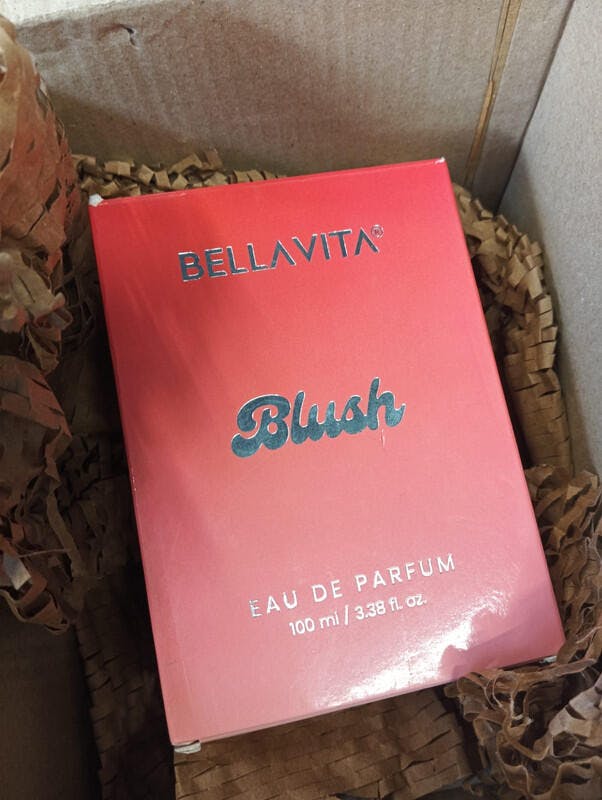 BELLAVITA®
Blush
EAU DE PARFUM
100 ml / 3.38 fl. oz.